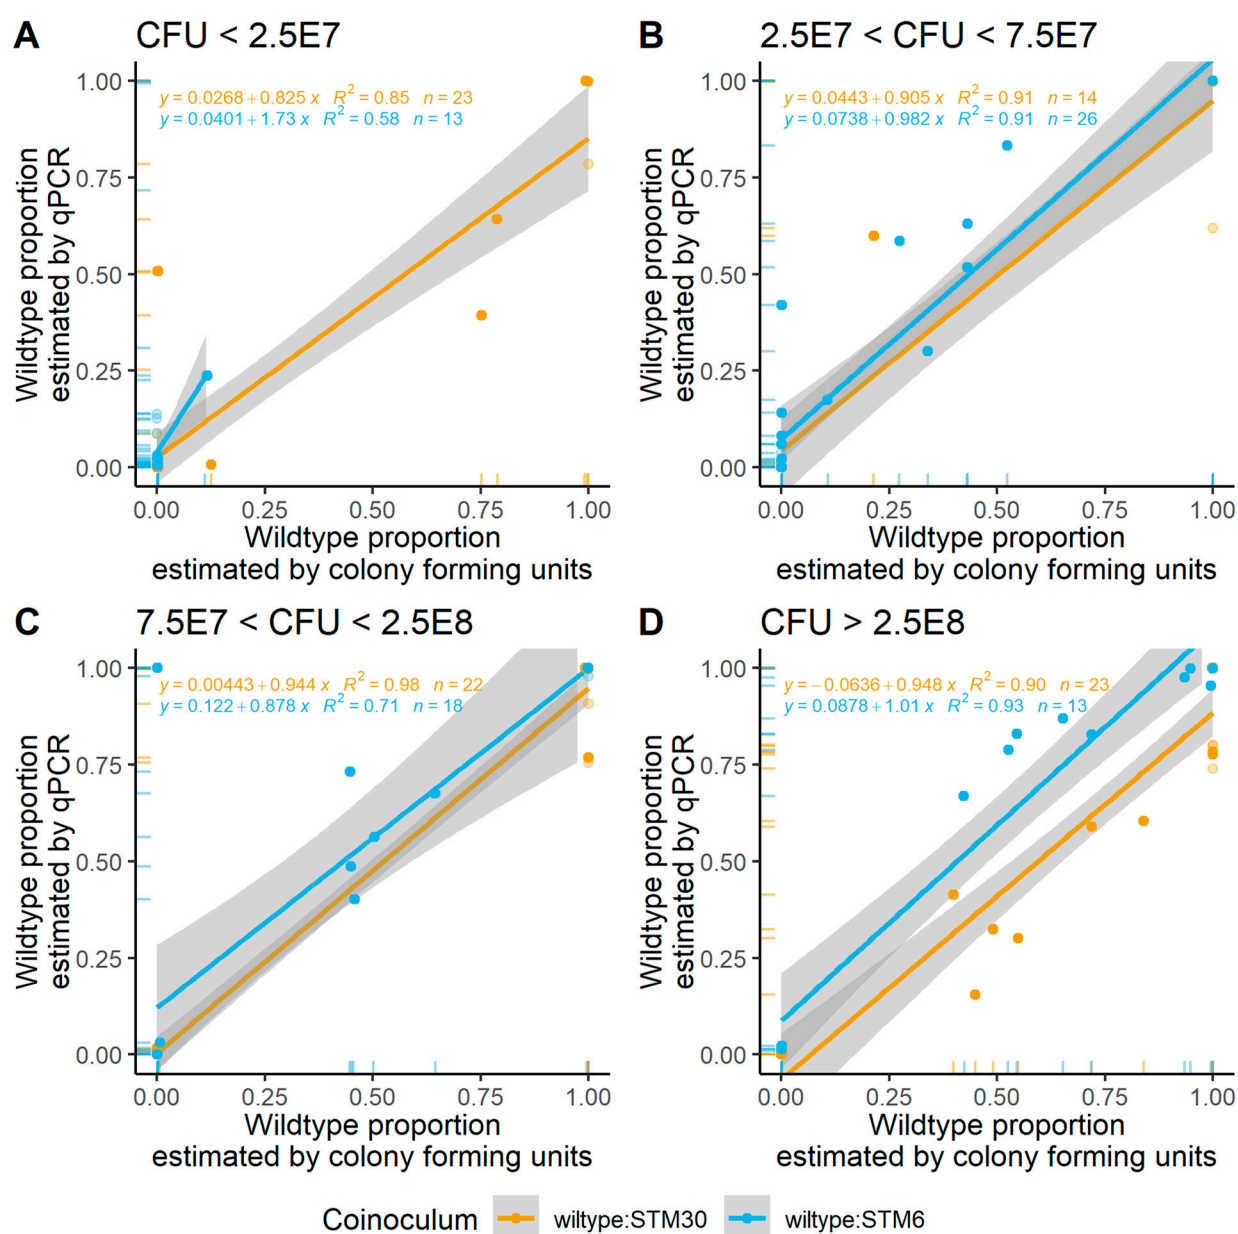 A CFU < 2.5E7
Wildtype proportion
estimated by qPCR
1.00
0.75
0.50
0.25
0.00
y = 0.0268 + 0.825 x R² = 0.85 n = 23
y = 0.0401 + 1.73 x R² = 0.58 n = 13
0.00 0.25 0.50 0.75 1.00
Wildtype proportion
estimated by colony forming units
B 2.5E7 < CFU < 7.5E7
Wildtype proportion
estimated by qPCR
1.00
0.75
0.50
0.25
0.00
y = 0.0443 + 0.905 x R² = 0.91 n = 14
y = 0.0738 + 0.982 x R² = 0.91 n = 26
0.00 0.25 0.50 0.75 1.00
Wildtype proportion
estimated by colony forming units
C 7.5E7 < CFU < 2.5E8
Wildtype proportion
estimated by qPCR
1.00
0.75
0.50
0.25
0.00
y = 0.00443 + 0.944 x R² = 0.98 n = 22
y = 0.122 + 0.878 x R² = 0.71 n = 18
0.00 0.25 0.50 0.75 1.00
Wildtype proportion
estimated by colony forming units
D CFU > 2.5E8
Wildtype proportion
estimated by qPCR
1.00
0.75
0.50
0.25
0.00
y = −0.0636 + 0.948 x R² = 0.90 n = 23
y = 0.0878 + 1.01 x R² = 0.93 n = 13
0.00 0.25 0.50 0.75 1.00
Wildtype proportion
estimated by colony forming units
Coinoculum wiltype:STM30 wiltype:STM6